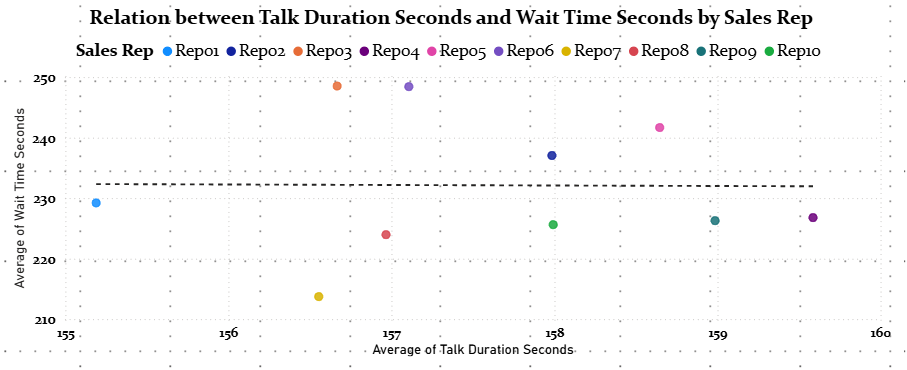 Relation between Talk Duration Seconds and Wait Time Seconds by Sales Rep
Sales Rep Rep01 Rep02 Rep03 Rep04 Rep05 Rep06 Rep07 Rep08 Rep09 Rep10
Average of Wait Time Seconds
250
240
230
220
210
155 156 157 158 159 160
Average of Talk Duration Seconds